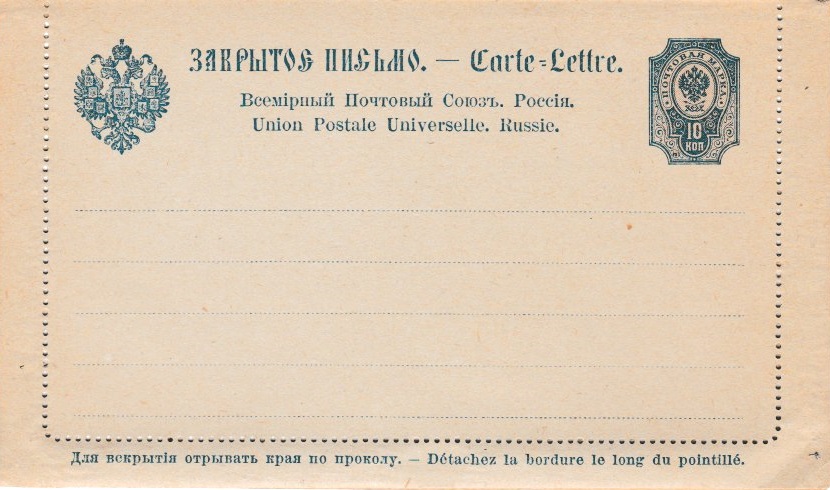 ЗАКРЫТОЕ ПИСЬМО. — Carte-Lettre.
Всемірный Почтовый Союзъ. Россія.
Union Postale Universelle. Russie.
ПОЧТОВАЯ МАРКА
10
КОП
Для вскрытія отрывать края по проколу. — Détachez la bordure le long du pointillé.